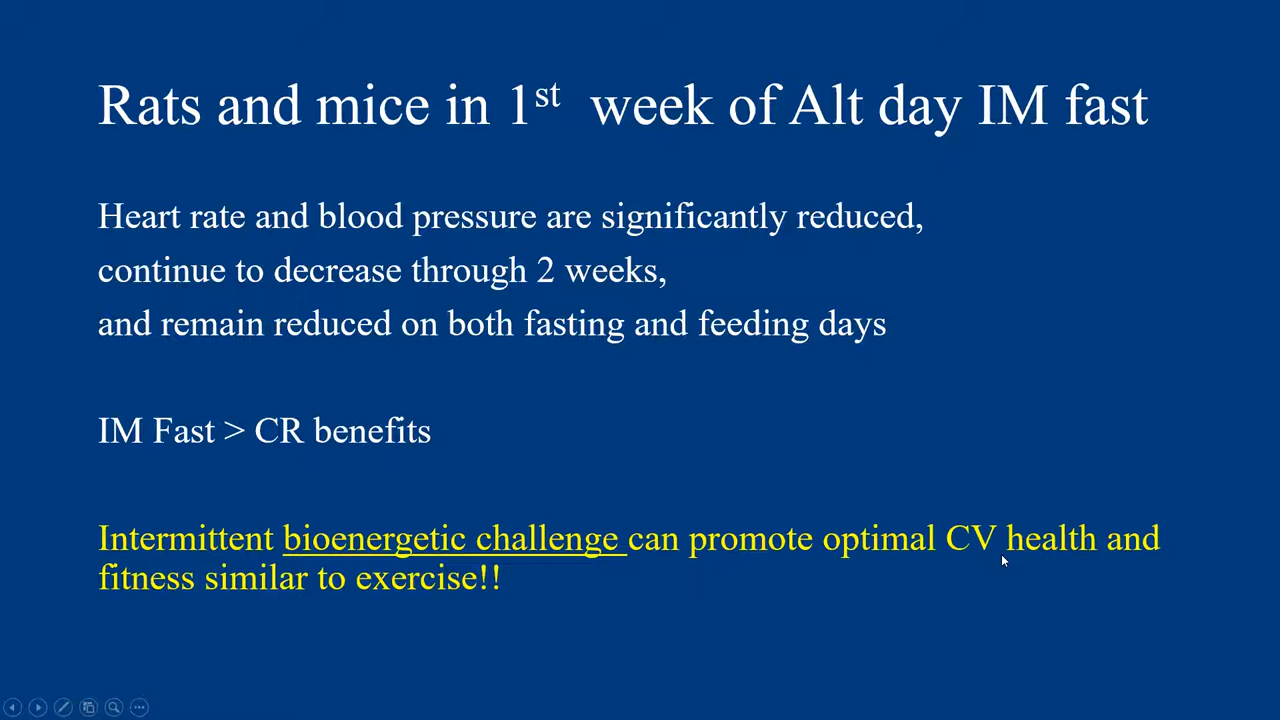 Rats and mice in 1st week of Alt day IM fast
Heart rate and blood pressure are significantly reduced,
continue to decrease through 2 weeks,
and remain reduced on both fasting and feeding days
IM Fast > CR benefits
Intermittent bioenergetic challenge can promote optimal CV health and
fitness similar to exercise!!